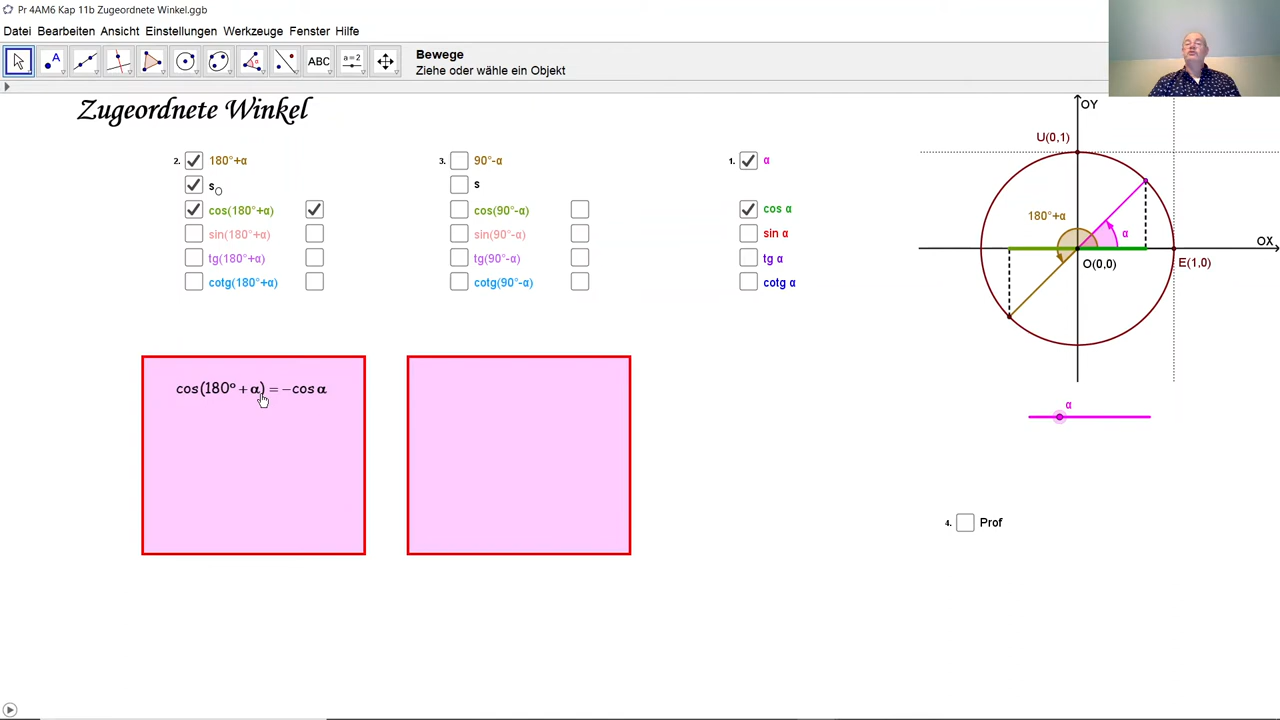 Pr 4AM6 Kap 11b Zugeordnete Winkel.ggb
Datei Bearbeiten Ansicht Einstellungen Werkzeuge Fenster Hilfe
A
α
ABC
a=2
Bewege
Ziehe oder wähle ein Objekt
Zugeordnete Winkel
2. 180°+α
s
O
cos(180°+α)
sin(180°+α)
tg(180°+α)
cotg(180°+α)
3. 90°-α
s
cos(90°-α)
sin(90°-α)
tg(90°-α)
cotg(90°-α)
1. α
cos α
sin α
tg α
cotg α
OY
U(0,1)
180°+α
α
OX
O(0,0)
E(1,0)
α
cos(180°+α)=−cos α
4. Prof